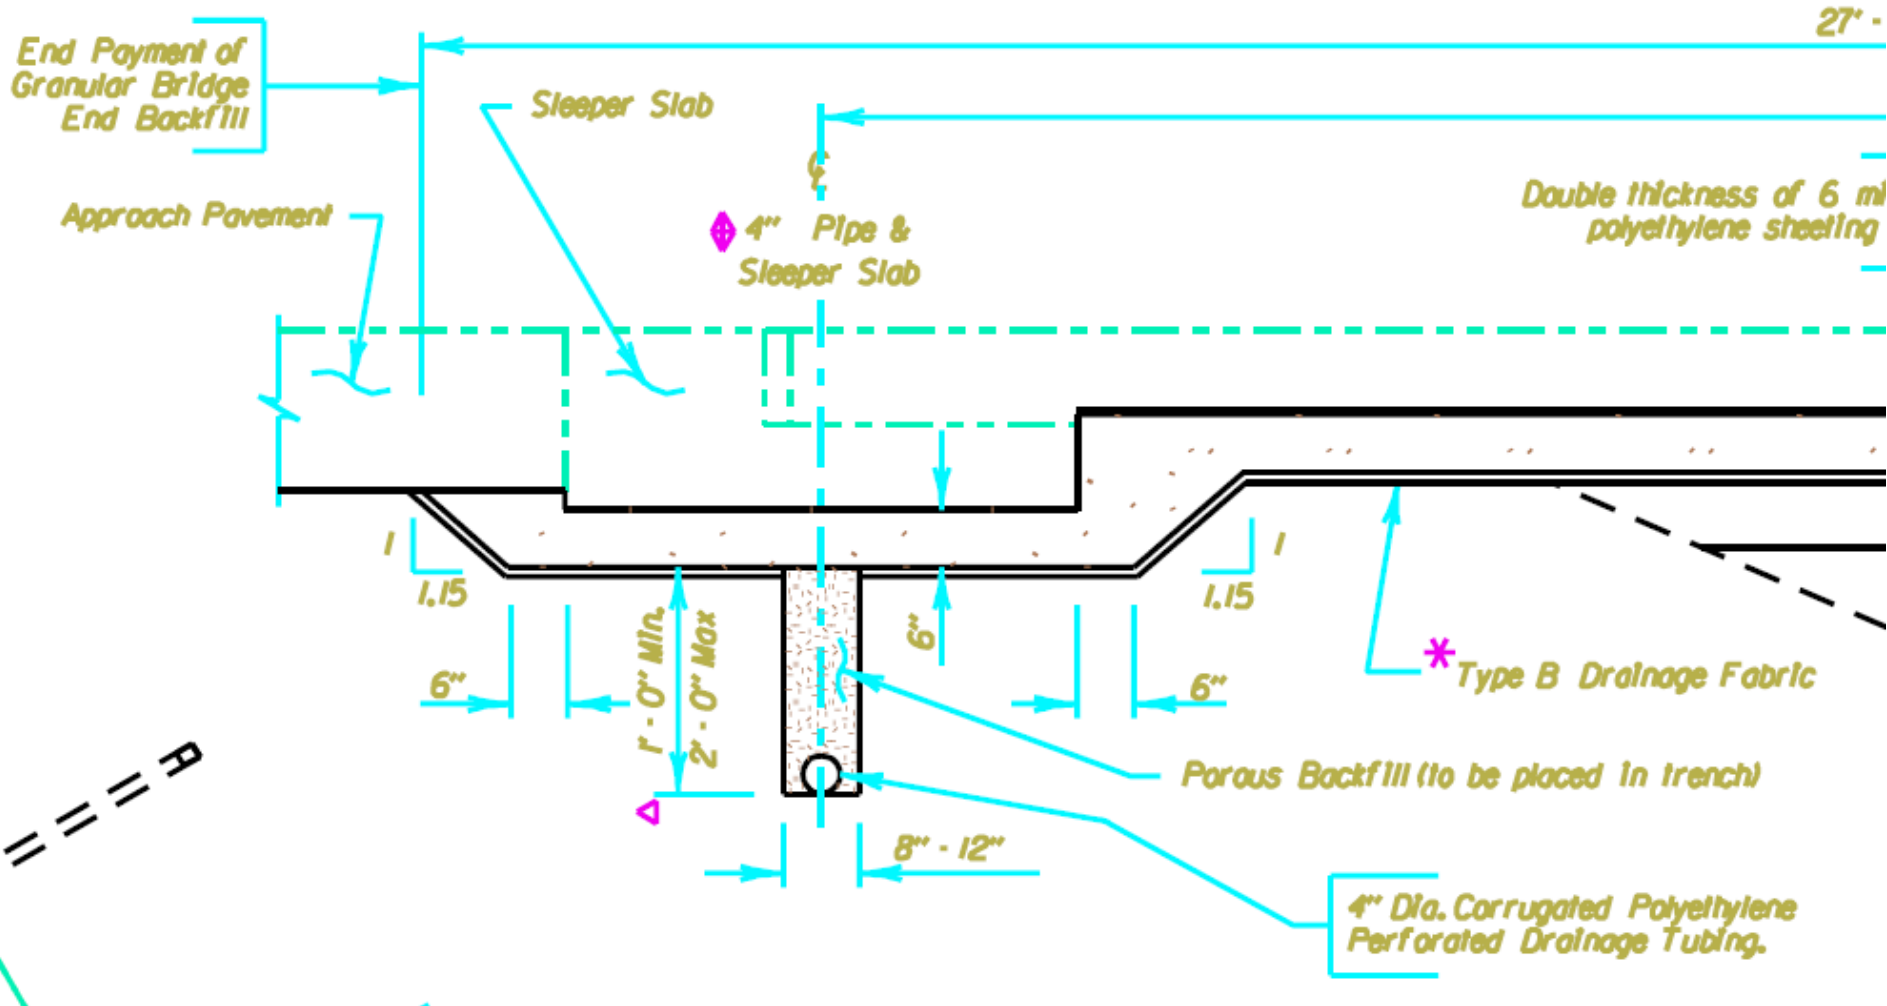 27' -
End Payment of
Granular Bridge
End Backfill
Sleeper Slab
℄
4" Pipe &
Sleeper Slab
Approach Pavement
Double thickness of 6
polyethylene sheeting
1
1.15
1
1.15
6"
1' - 0" Min.
2' - 0" Max
6"
6"
* Type B Drainage Fabric
Porous Backfill (to be placed in trench)
8" - 12"
4" Dia. Corrugated Polyethylene
Perforated Drainage Tubing.